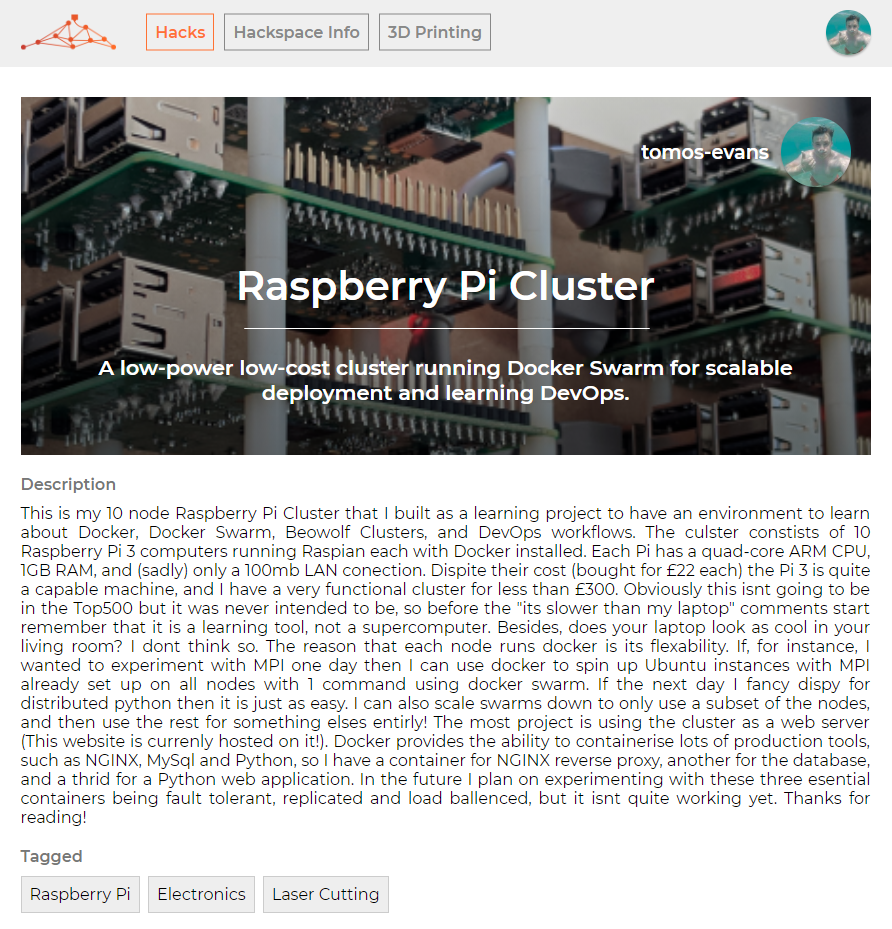 Hacks
Hackspace Info
3D Printing
tomos-evans
Raspberry Pi Cluster
A low-power low-cost cluster running Docker Swarm for scalable
deployment and learning DevOps.
Description
This is my 10 node Raspberry Pi Cluster that I built as a learning project to have an environment to learn
about Docker, Docker Swarm, Beowolf Clusters, and DevOps workflows. The culster constists of 10
Raspberry Pi 3 computers running Raspian each with Docker installed. Each Pi has a quad-core ARM CPU,
1GB RAM, and (sadly) only a 100mb LAN conection. Dispite their cost (bought for £22 each) the Pi 3 is quite
a capable machine, and I have a very functional cluster for less than £300. Obviously this isnt going to be
in the Top500 but it was never intended to be, so before the "its slower than my laptop" comments start
remember that it is a learning tool, not a supercomputer. Besides, does your laptop look as cool in your
living room? I dont think so. The reason that each node runs docker is its flexability. If, for instance, I
wanted to experiment with MPI one day then I can use docker to spin up Ubuntu instances with MPI
already set up on all nodes with 1 command using docker swarm. If the next day I fancy dispy for
distributed python then it is just as easy. I can also scale swarms down to only use a subset of the nodes,
and then use the rest for something elses entirly! The most project is using the cluster as a web server
(This website is currenly hosted on it!). Docker provides the ability to containerise lots of production tools,
such as NGINX, MySql and Python, so I have a container for NGINX reverse proxy, another for the database,
and a thrid for a Python web application. In the future I plan on experimenting with these three esential
containers being fault tolerant, replicated and load ballenced, but it isnt quite working yet. Thanks for
reading!
Tagged
Raspberry Pi
Electronics
Laser Cutting